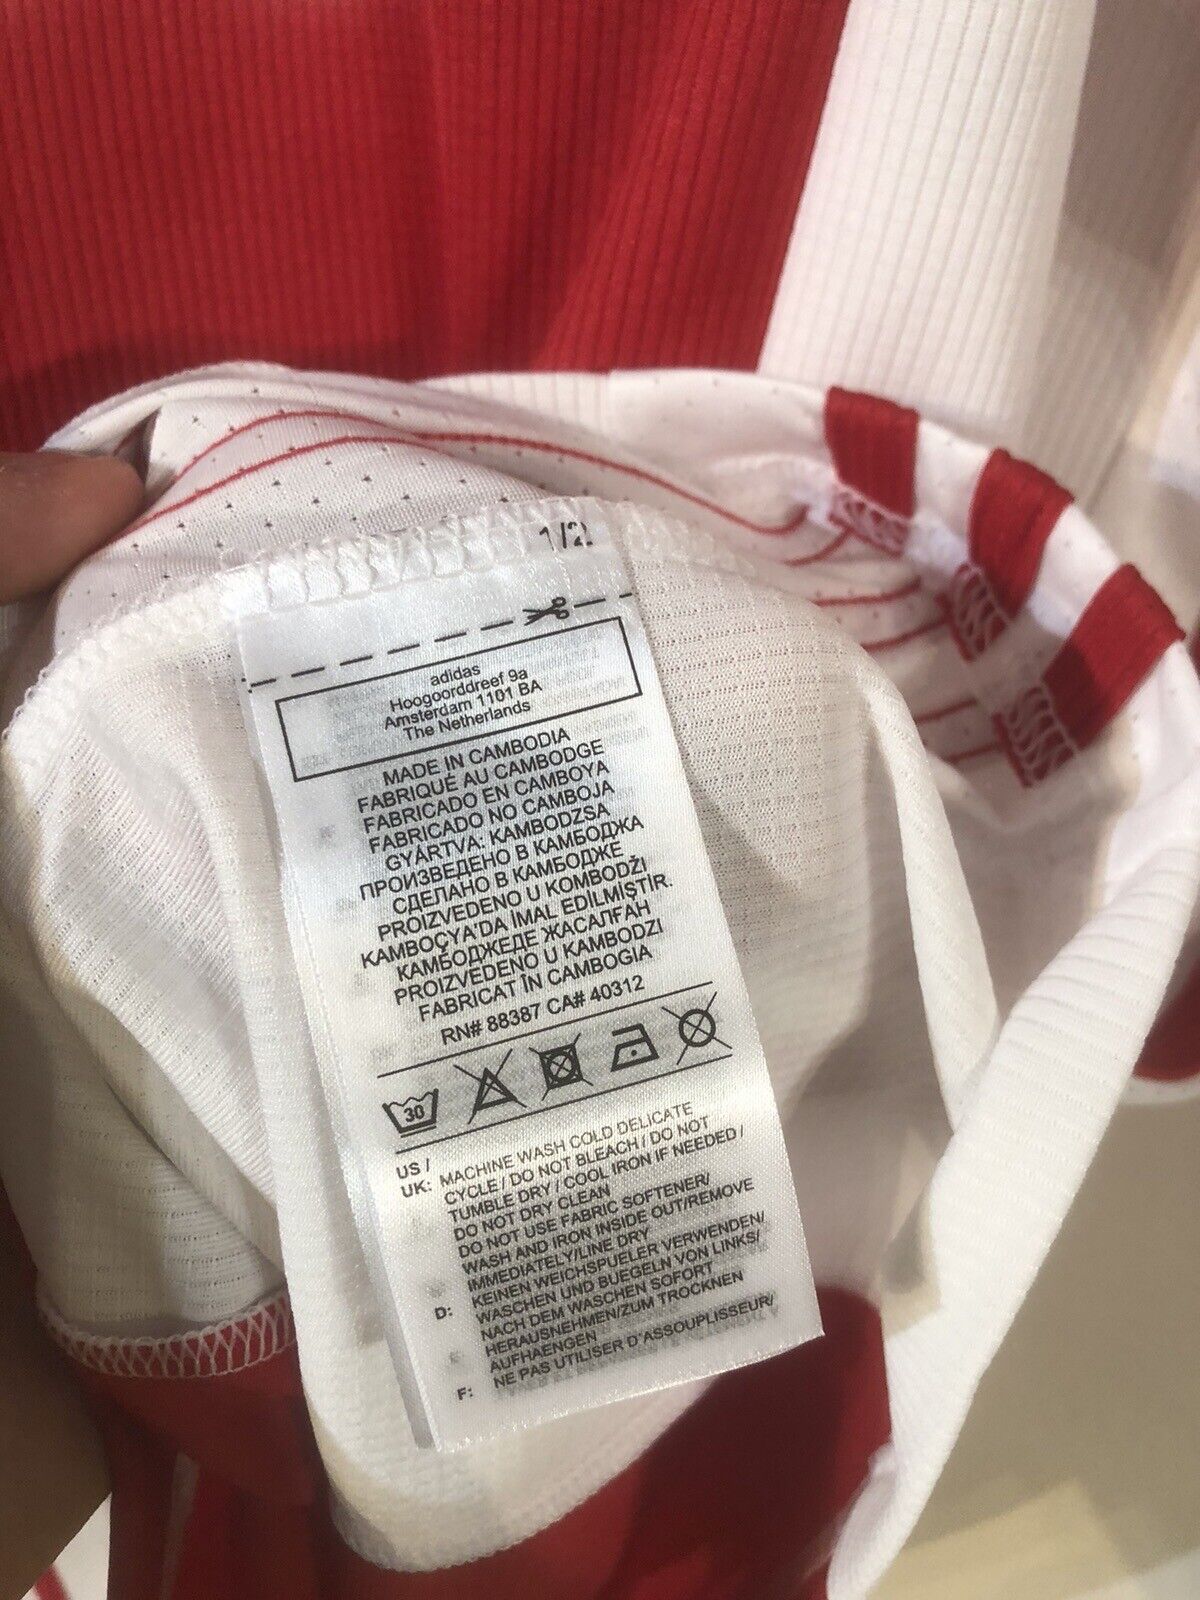 1/2
adidas
Hoogoorddreef 9a
Amsterdam 1101 BA
The Netherlands
MADE IN CAMBODIA
FABRIQUÉ AU CAMBODGE
FABRICADO EN CAMBOYA
FABRICADO NO CAMBOJA
GYÁRTVA: KAMBODZSA
ПРОИЗВЕДЕНО В КАМБОДЖА
СДЕЛАНО В КАМБОДЖЕ
PROIZVEDENO U KOMBODŽI
KAMBOÇYA'DA İMAL EDİLMİŞTİR.
КАМБОДЖЕДЕ ЖАСАЛҒАН
PROIZVEDENO U KAMBODZI
FABRICAT ÎN CAMBOGIA
RN# 88387 CA# 40312
30
US / UK: MACHINE WASH COLD DELICATE
CYCLE / DO NOT BLEACH / DO NOT
TUMBLE DRY / COOL IRON IF NEEDED /
DO NOT DRY CLEAN
DO NOT USE FABRIC SOFTENER/
WASH AND IRON INSIDE OUT/REMOVE
IMMEDIATELY/LINE DRY
D: KEINEN WEICHSPUELER VERWENDEN/
WASCHEN UND BUEGELN VON LINKS/
NACH DEM WASCHEN SOFORT
HERAUSNEHMEN/ZUM TROCKNEN
AUFHAENGEN
F: NE PAS UTILISER D'ASSOUPLISSEUR/